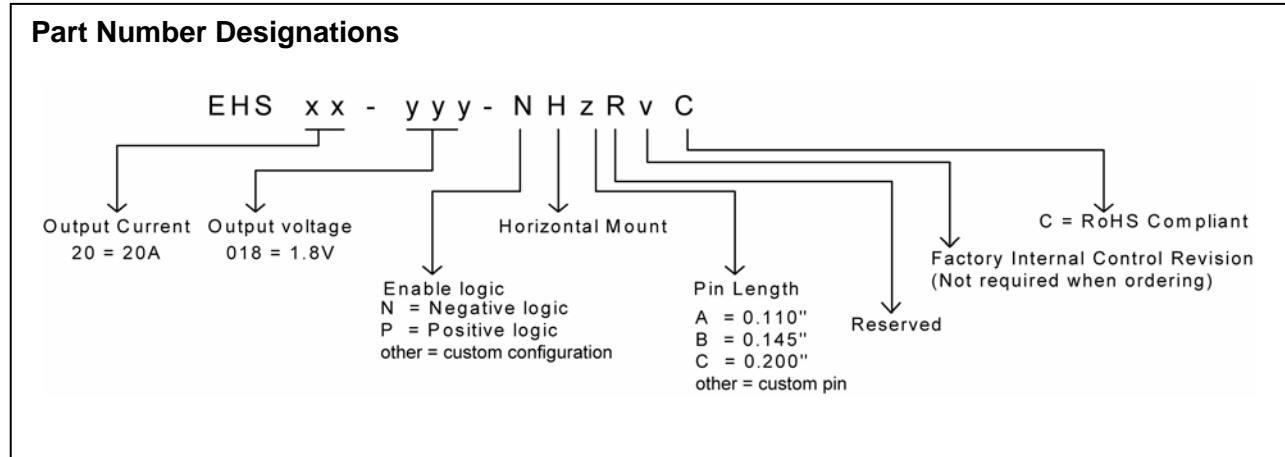 Part Number Designations
EHS xx - yyy - N H z R v C
Output Current
20 = 20A
Output voltage
018 = 1.8V
Enable logic
N = Negative logic
P = Positive logic
other = custom configuration
Horizontal Mount
Pin Length
A = 0.110"
B = 0.145"
C = 0.200"
other = custom pin
Reserved
Factory Internal Control Revision
(Not required when ordering)
C = RoHS Compliant